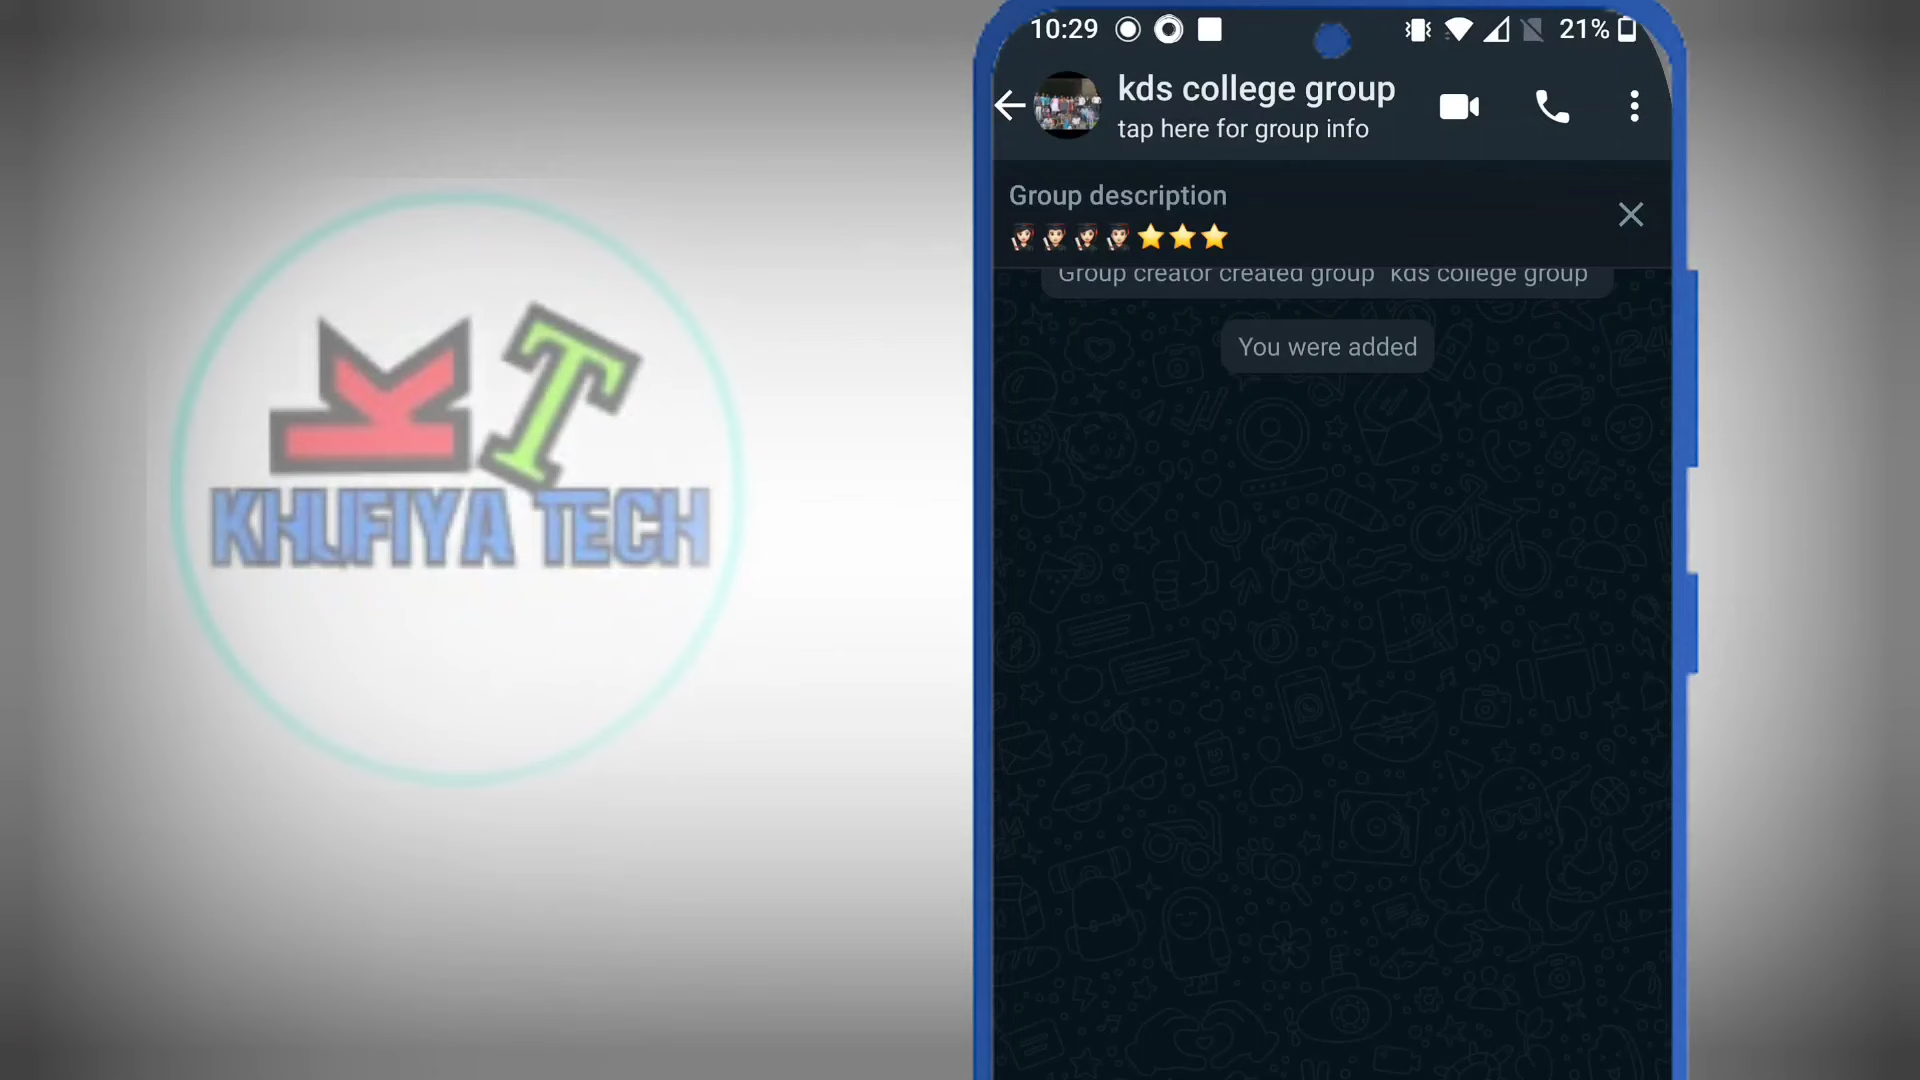 KT
KHUFIYA TECH
10:29
21%
kds college group
tap here for group info
Group description
👩🏻‍🎓👨🏻‍🎓👩🏻‍🎓👨🏻‍🎓⭐⭐⭐
Group creator created group kds college group
You were added